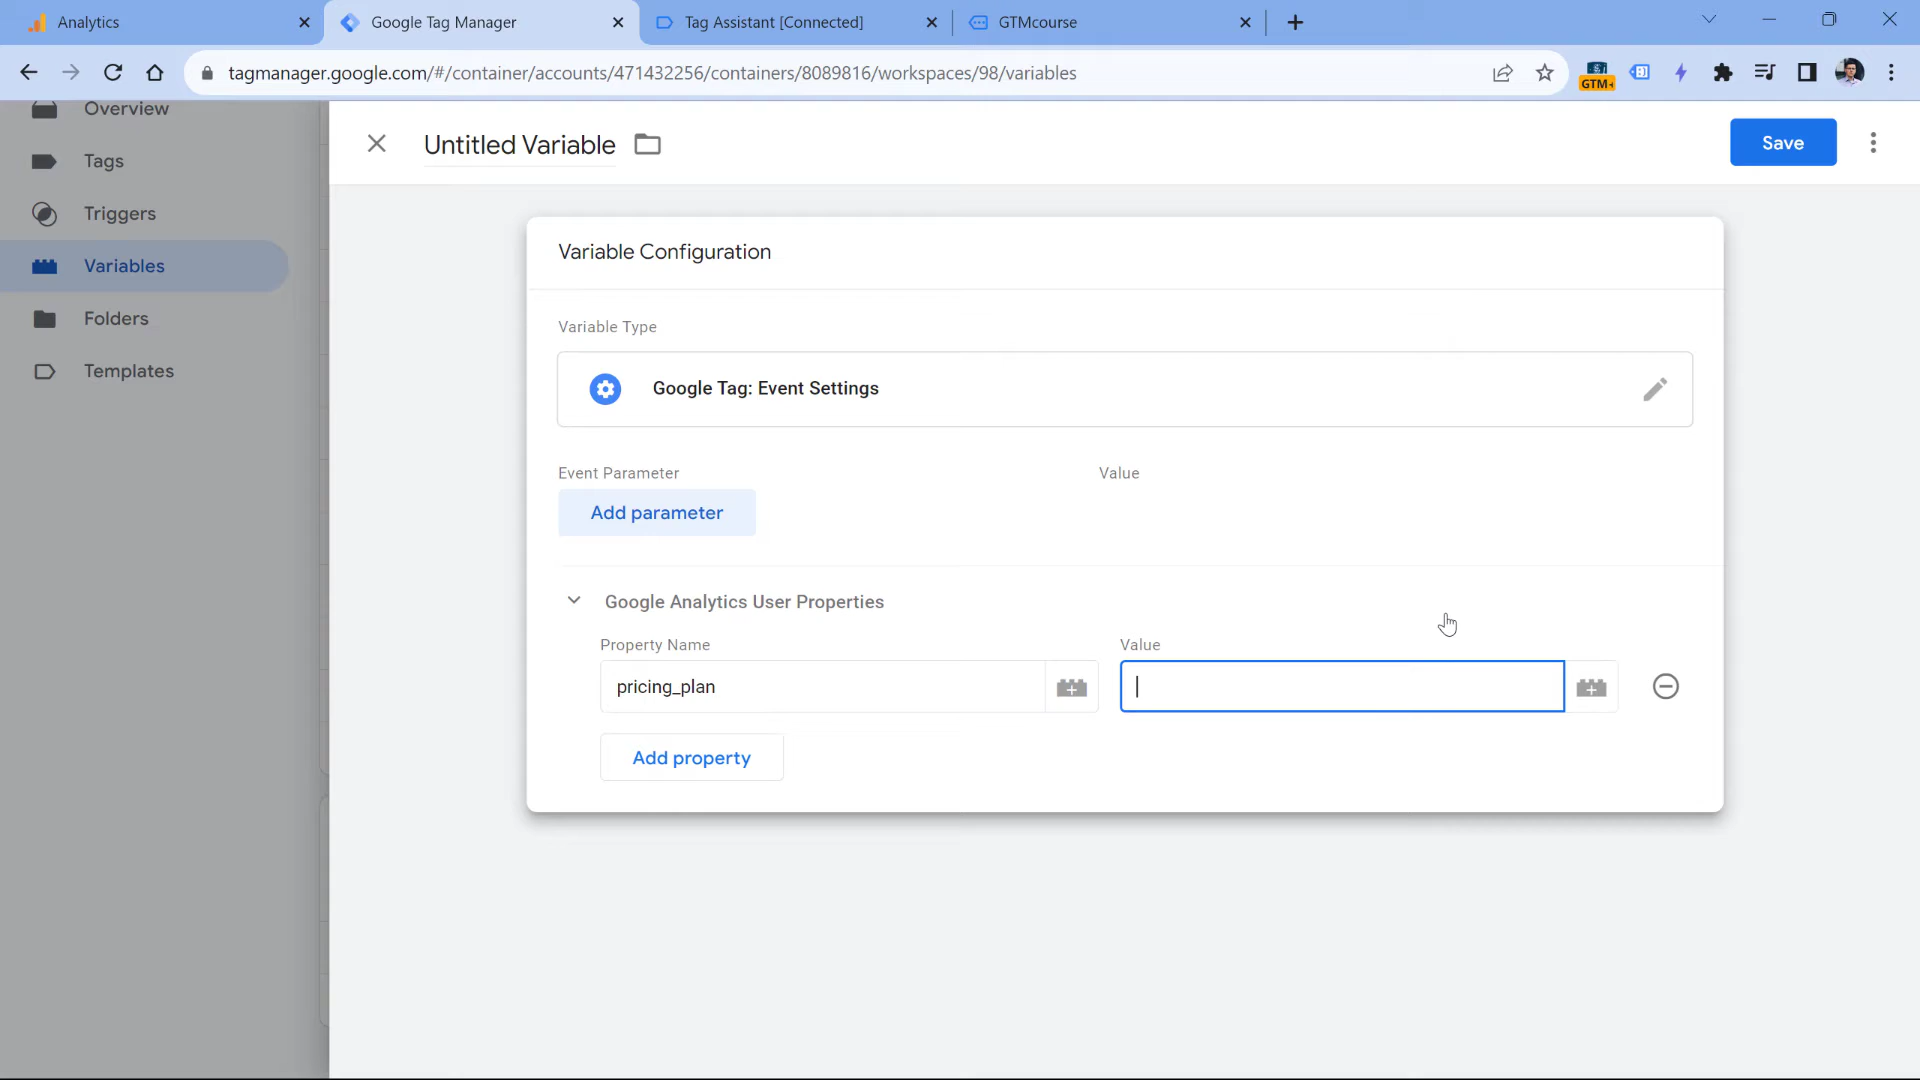 Analytics
Google Tag Manager
Tag Assistant [Connected]
GTMcourse
tagmanager.google.com/#/container/accounts/471432256/containers/8089816/workspaces/98/variables
GTM
Overview
Tags
Triggers
Variables
Folders
Templates
Untitled Variable
Save
Variable Configuration
Variable Type
Google Tag: Event Settings
Event Parameter
Value
Add parameter
Google Analytics User Properties
Property Name
Value
pricing_plan
Add property